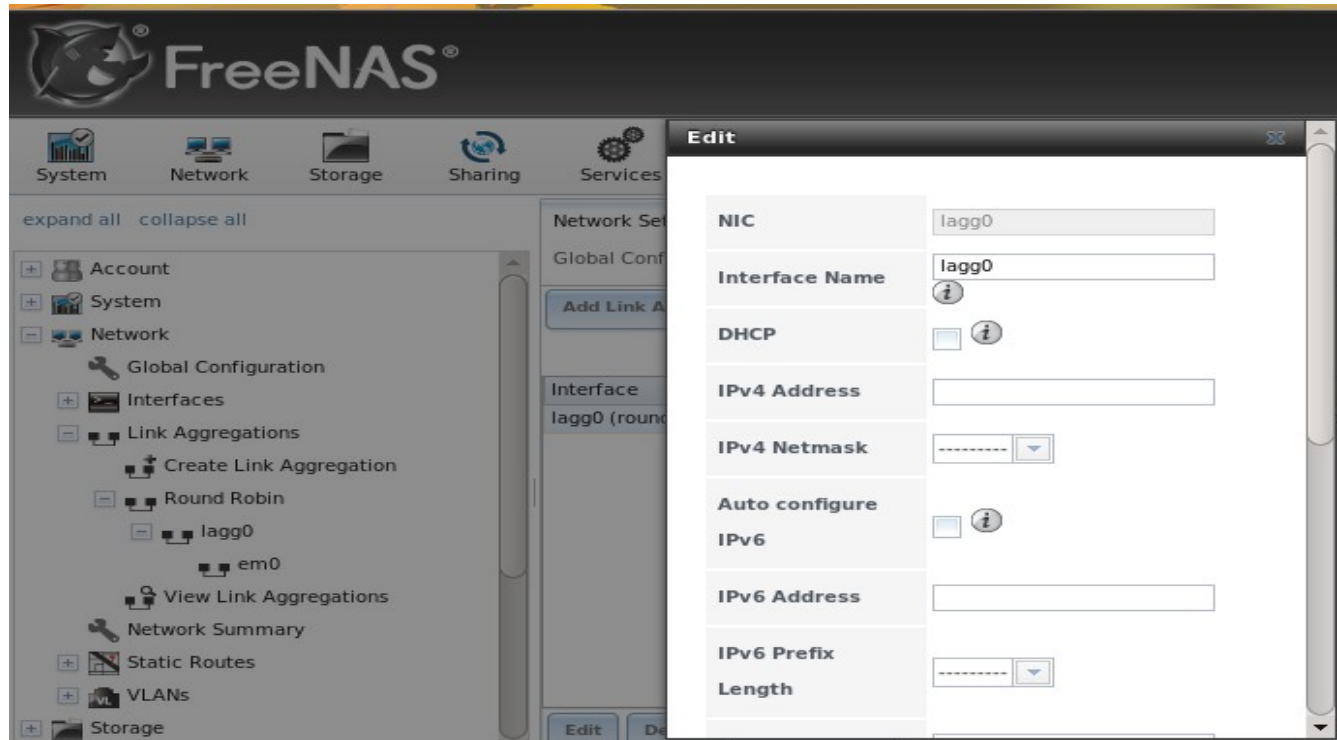 FreeNAS®
System Network Storage Sharing Services
expand all collapse all
Account
System
Network
Global Configuration
Interfaces
Link Aggregations
Create Link Aggregation
Round Robin
lagg0
em0
View Link Aggregations
Network Summary
Static Routes
VLANs
Storage
Network Set
Global Conf
Add Link A
Interface
lagg0 (round
Edit De
Edit
NIC
lagg0
Interface Name
lagg0
DHCP
IPv4 Address
IPv4 Netmask
---------
Auto configure
IPv6
IPv6 Address
IPv6 Prefix
Length
---------